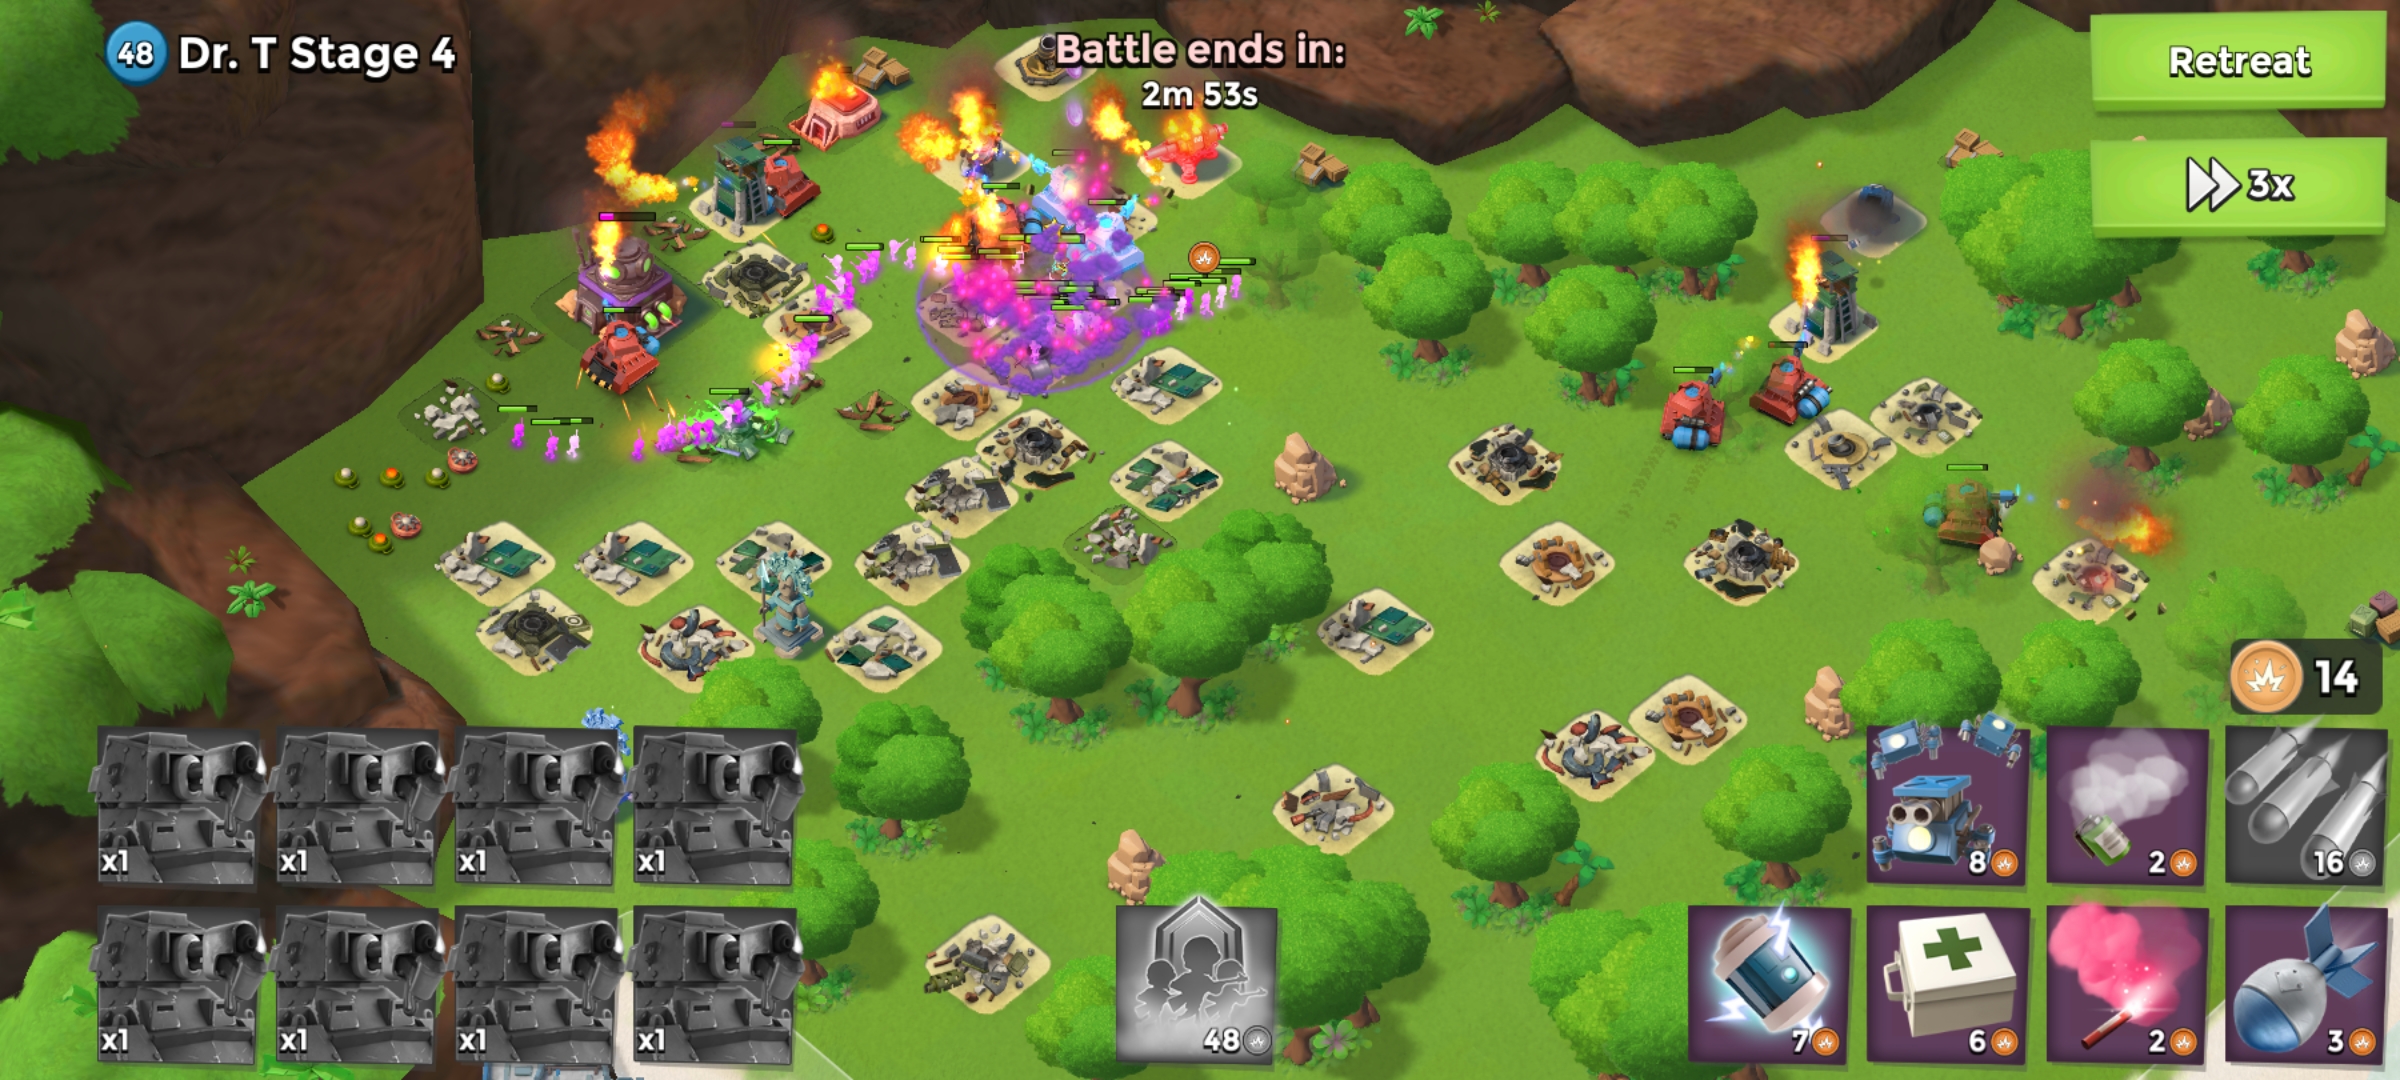 48 Dr. T Stage 4
Battle ends in:
2m 53s
Retreat
3x
14
x1 x1 x1 x1
8 2 16
x1 x1 x1 x1
48
7 6 2 3